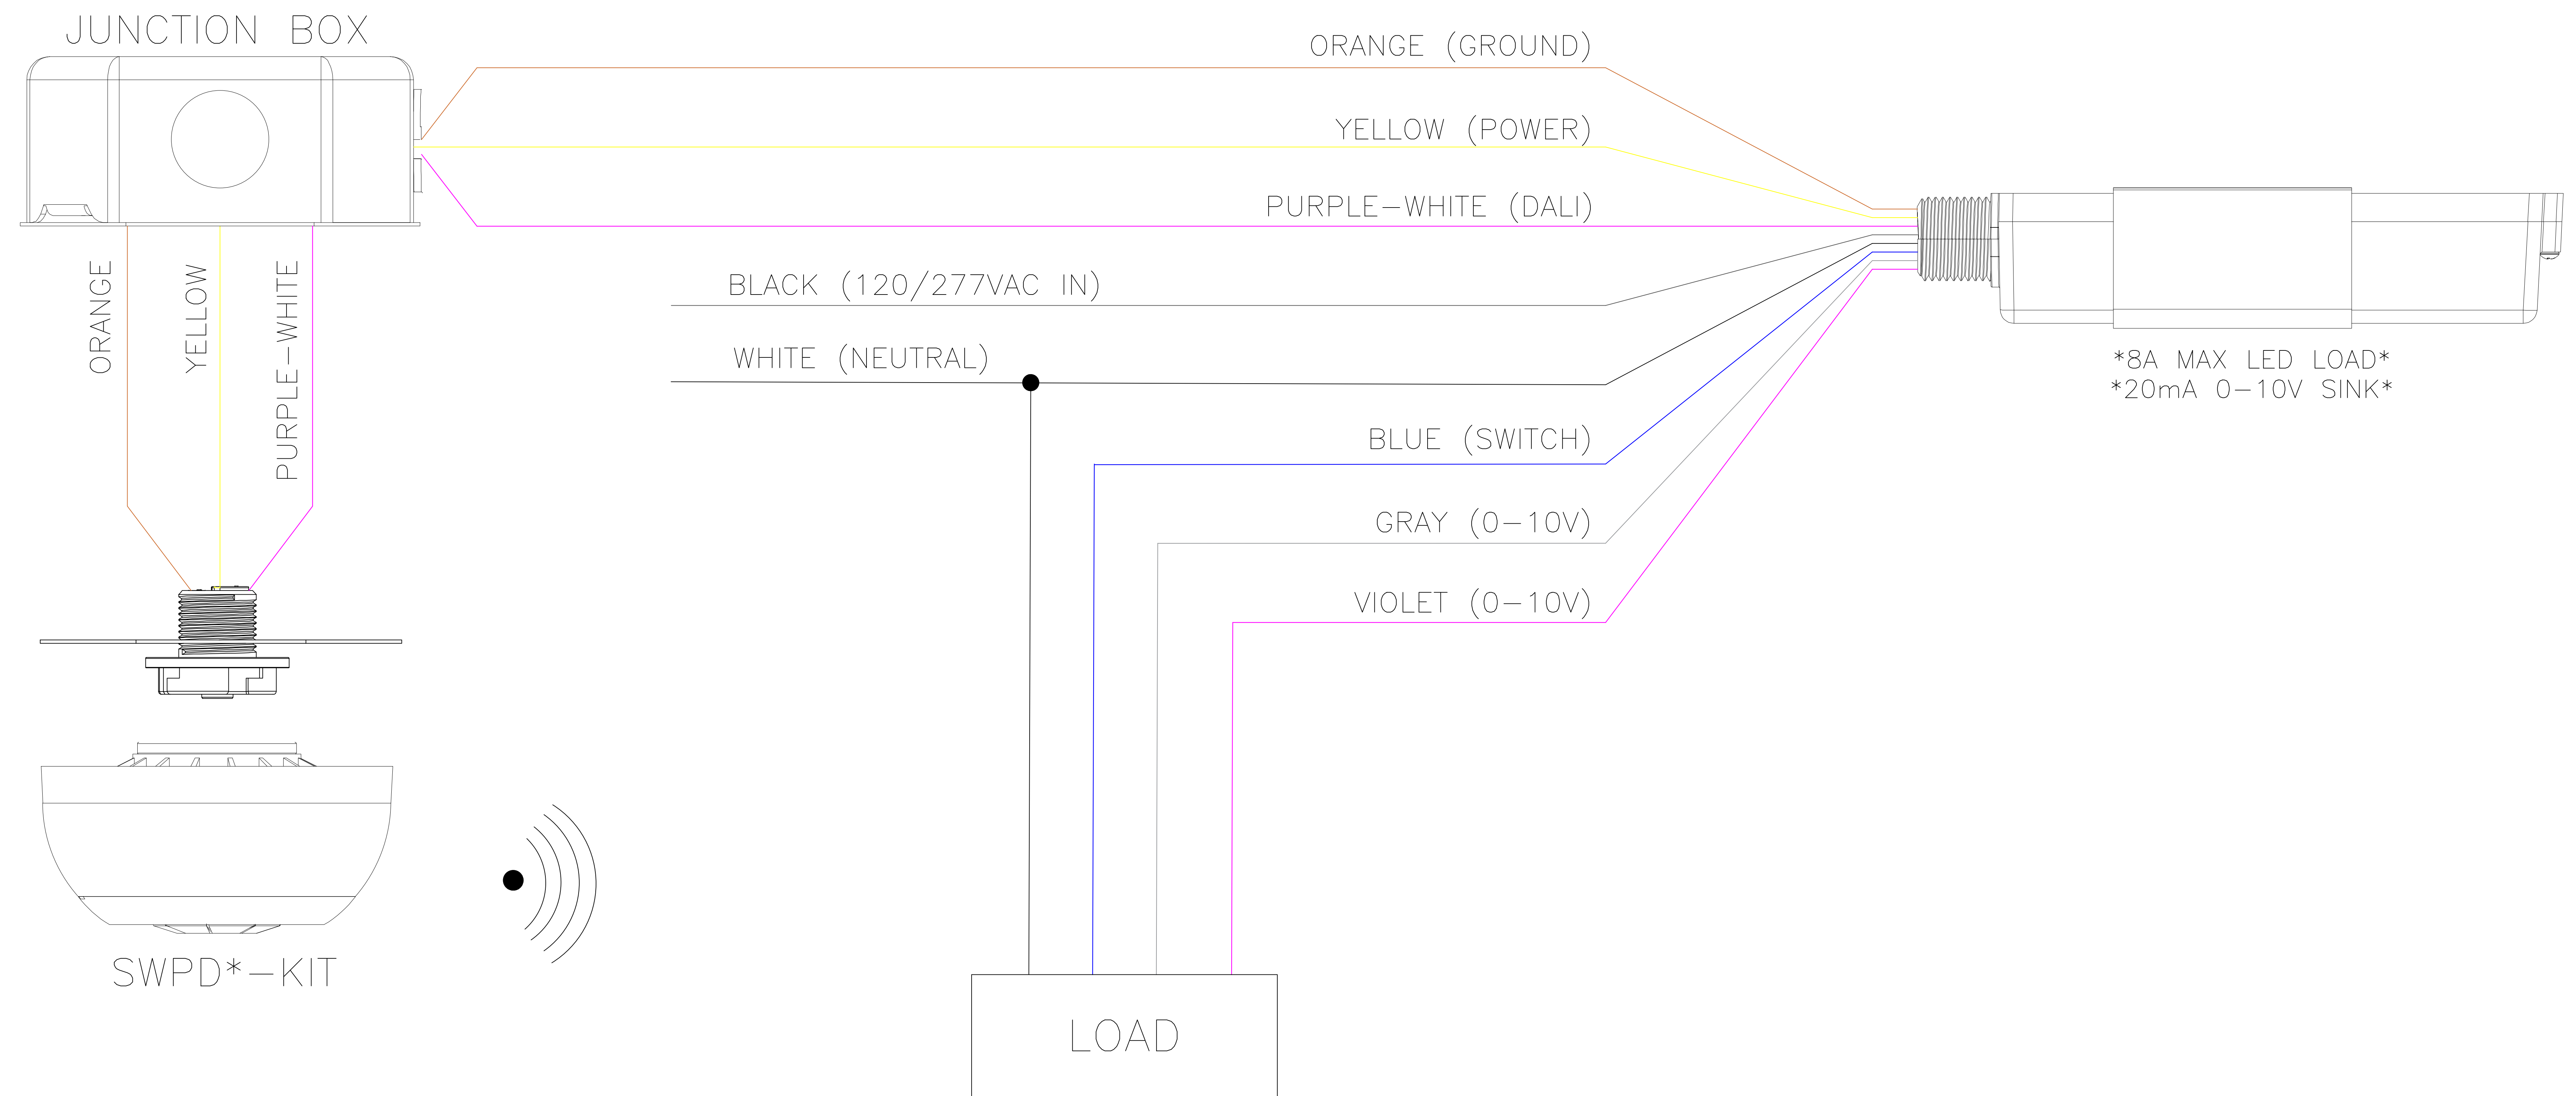 JUNCTION BOX
ORANGE (GROUND)
YELLOW (POWER)
PURPLE-WHITE (DALI)
BLACK (120/277VAC IN)
WHITE (NEUTRAL)
BLUE (SWITCH)
GRAY (0-10V)
VIOLET (0-10V)
*8A MAX LED LOAD*
*20mA 0-10V SINK*
ORANGE
YELLOW
PURPLE-WHITE
SWPD*-KIT
LOAD